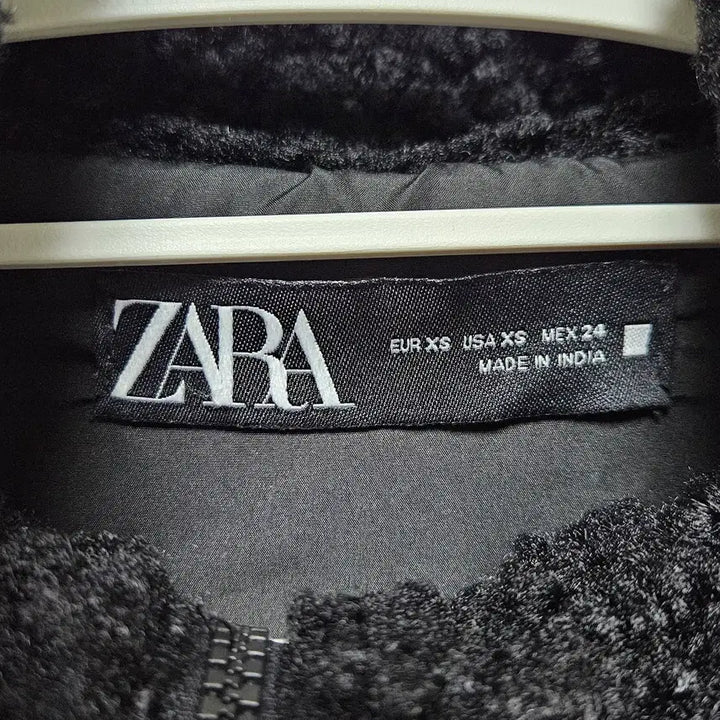 ZARA
EUR XS USA XS MEX 24
MADE IN INDIA